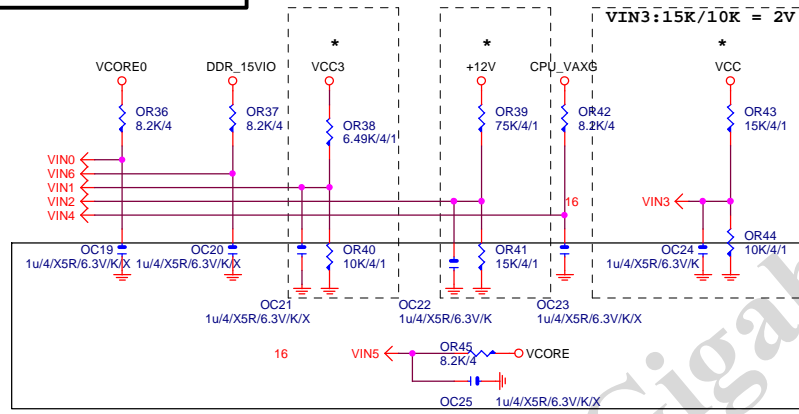 VIN3:15K/10K = 2V
* * *
VCORE0 DDR_15VIO VCC3 +12V CPU_VAXG VCC
OR36 OR37 OR38 OR39 OR42 OR43
8.2K/4 8.2K/4 6.49K/4/1 75K/4/1 8.2K/4 15K/4/1
VIN0
VIN6
VIN1
VIN2 16 VIN3
VIN4
OC19 OC20 OR40 OR41 OC24 OR44
1u/4/X5R/6.3V/K/X 1u/4/X5R/6.3V/K/X 10K/4/1 15K/4/1 1u/4/X5R/6.3V/K 10K/4/1
OC21 OC22 OC23
1u/4/X5R/6.3V/K/X 1u/4/X5R/6.3V/K 1u/4/X5R/6.3V/K/X
OR45
16 VIN5 8.2K/4 VCORE
OC25 1u/4/X5R/6.3V/K/X